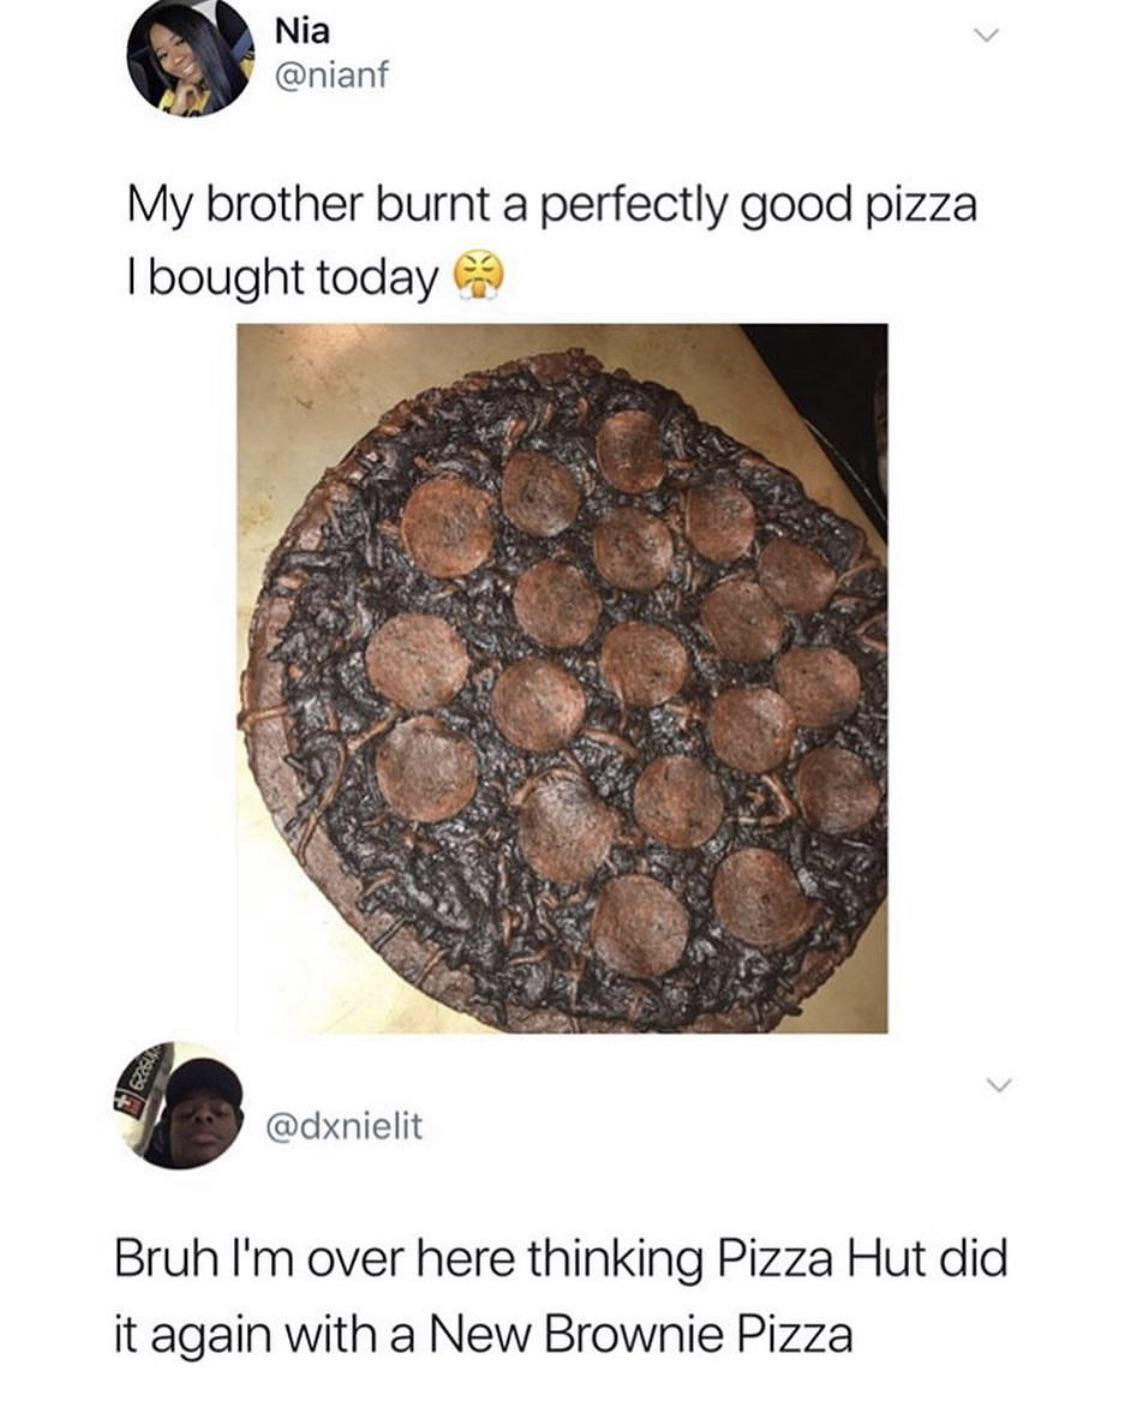 Nia
@nianf
My brother burnt a perfectly good pizza
I bought today 😤
@dxnielit
Bruh I'm over here thinking Pizza Hut did
it again with a New Brownie Pizza